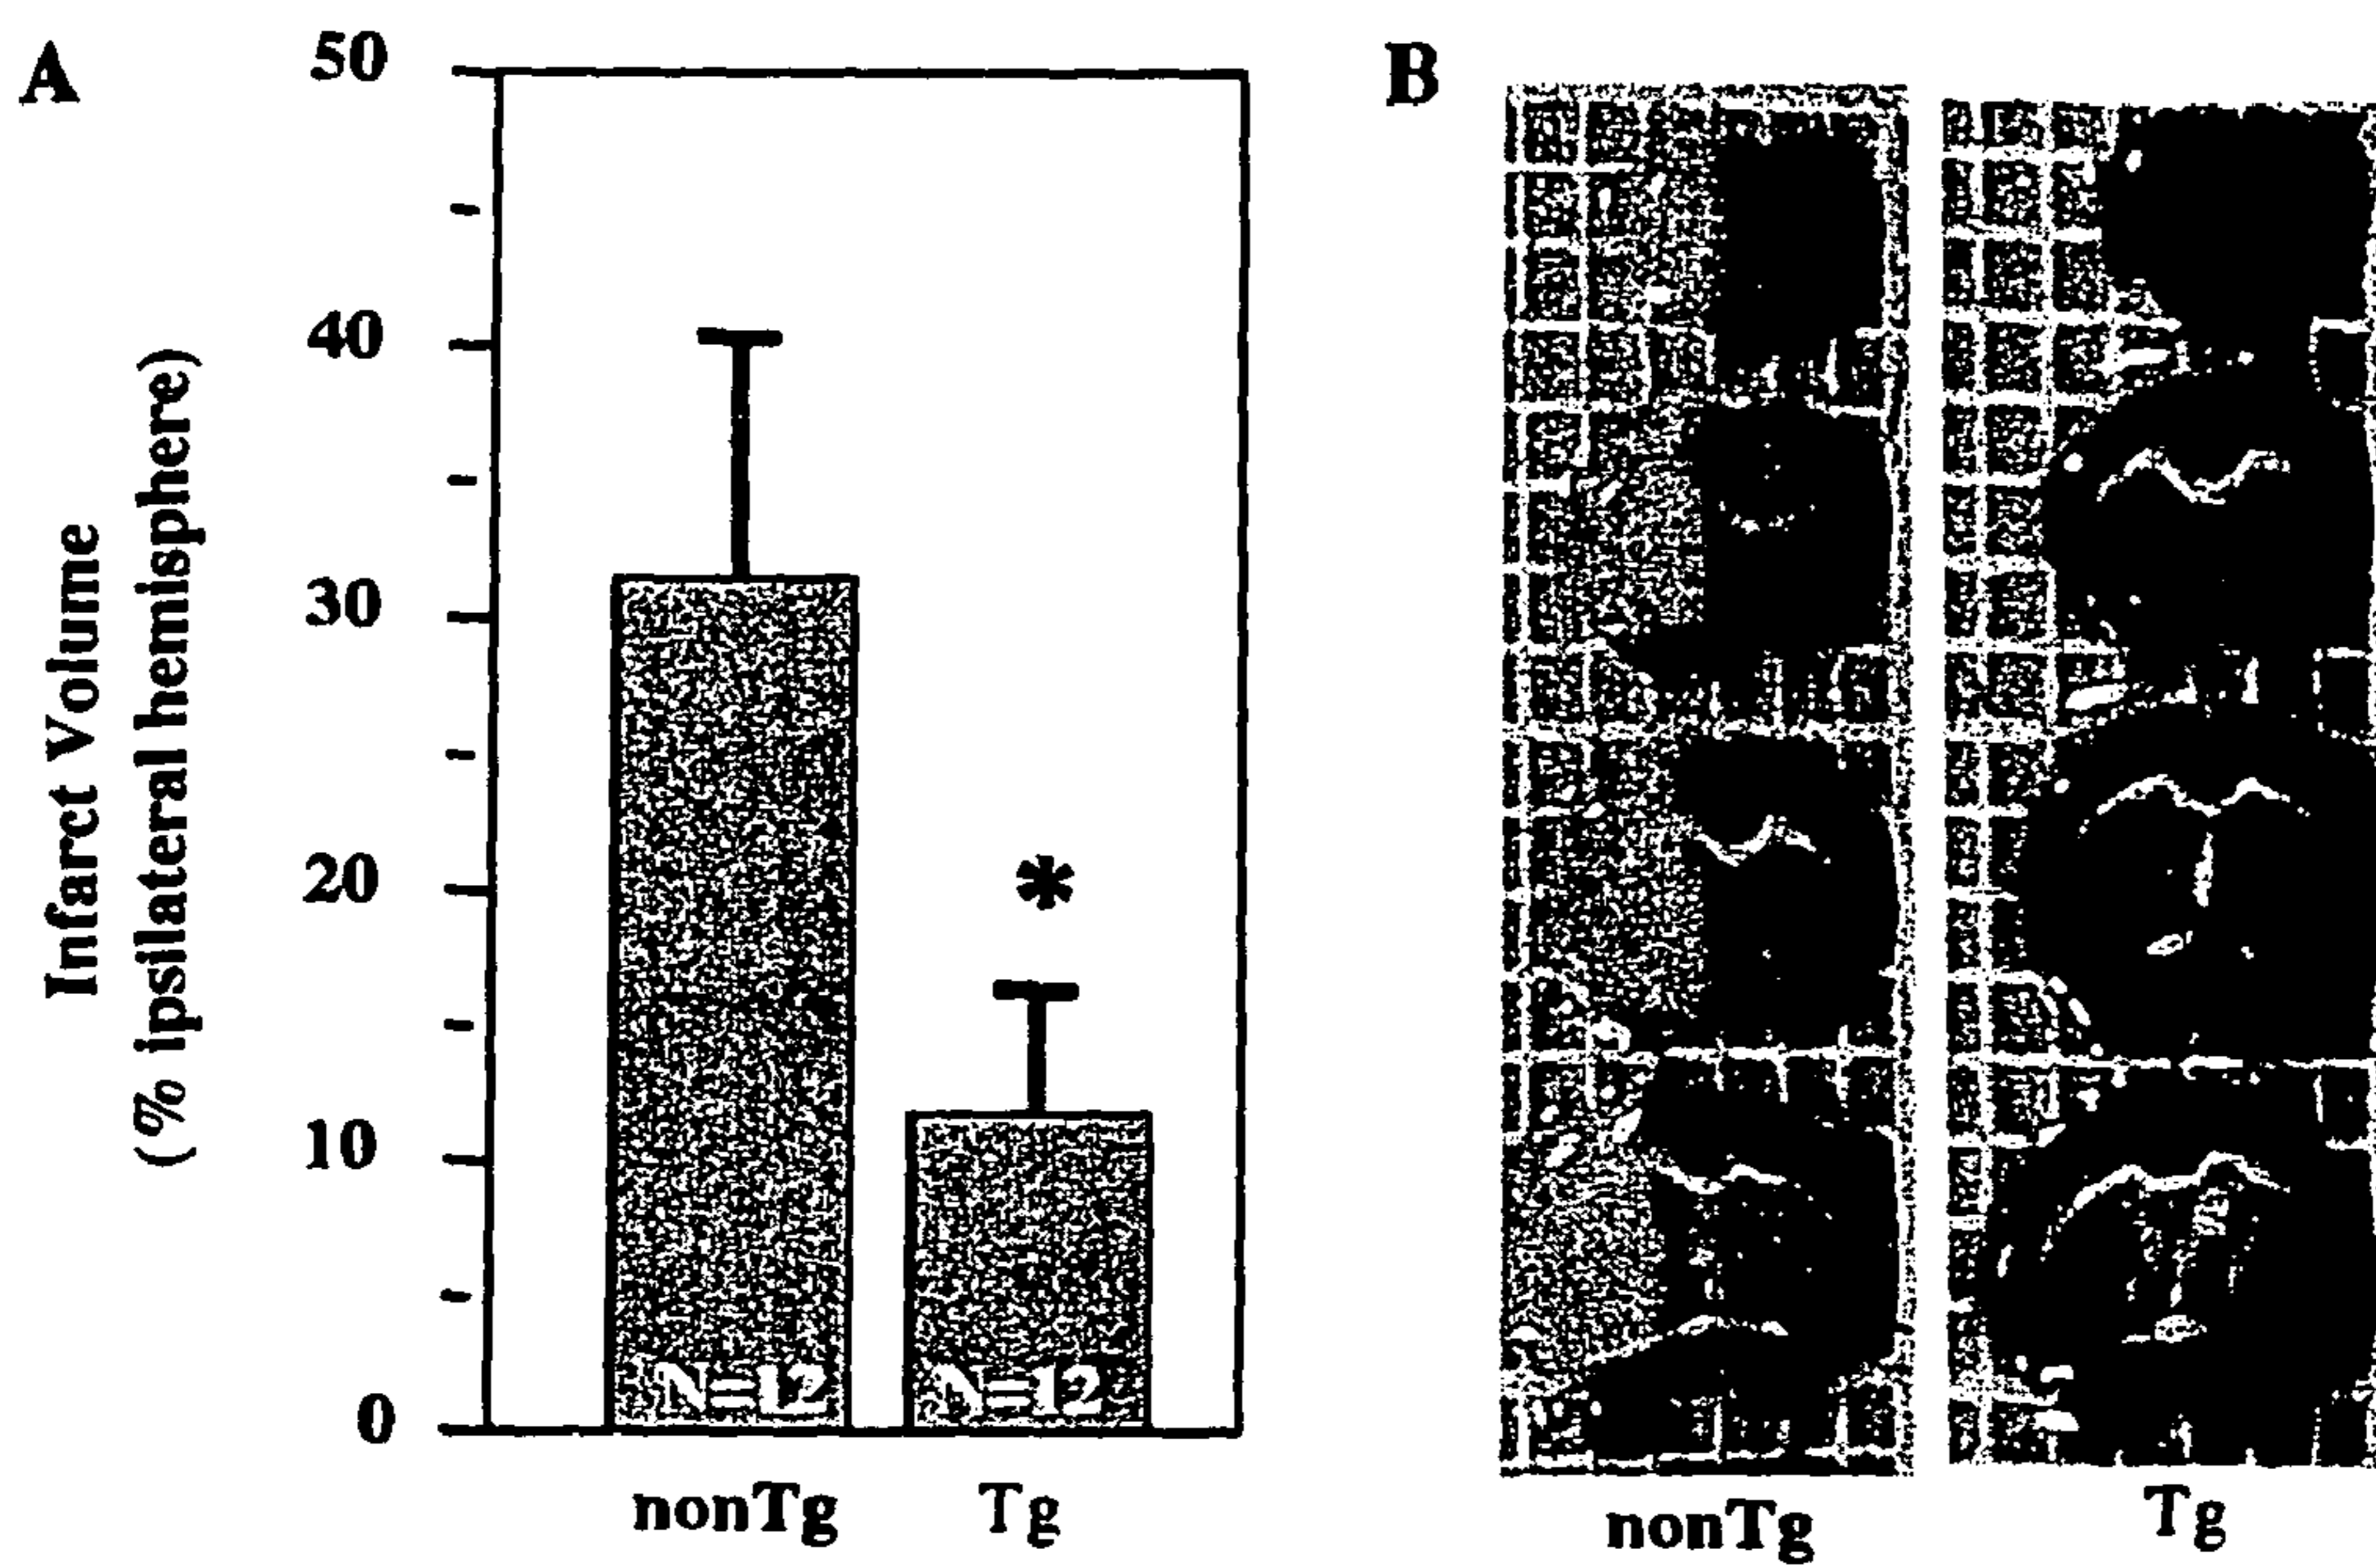 A
50
40
30
20
10
0
Infarct Volume
(% ipsilateral hemisphere)
*
N=12
N=12
nonTg
Tg
B
nonTg
Tg